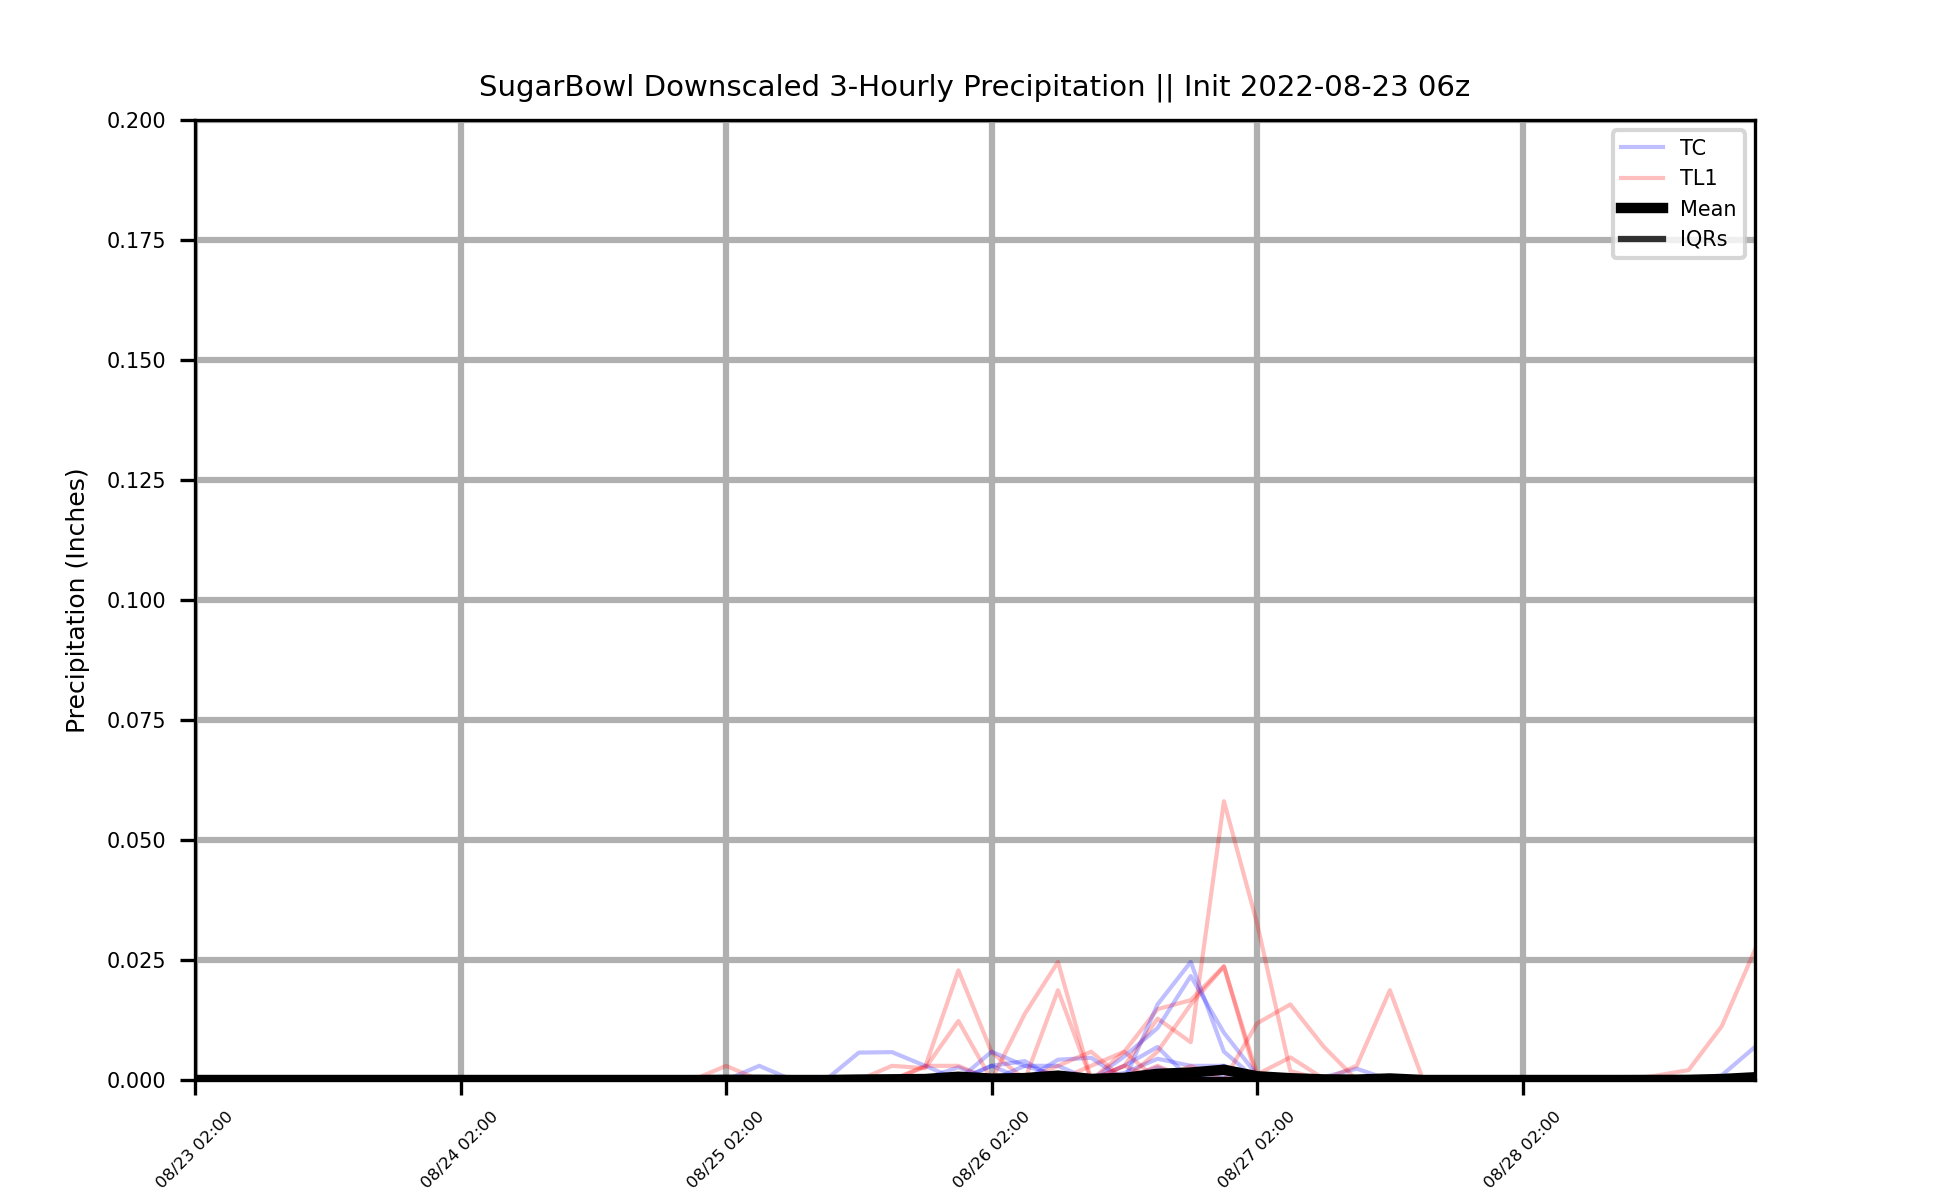 SugarBowl Downscaled 3-Hourly Precipitation || Init 2022-08-23 06z
TC
TL1
Mean
IQRs
Precipitation (Inches)
0.200
0.175
0.150
0.125
0.100
0.075
0.050
0.025
0.000
08/23 02:00
08/24 02:00
08/25 02:00
08/26 02:00
08/27 02:00
08/28 02:00